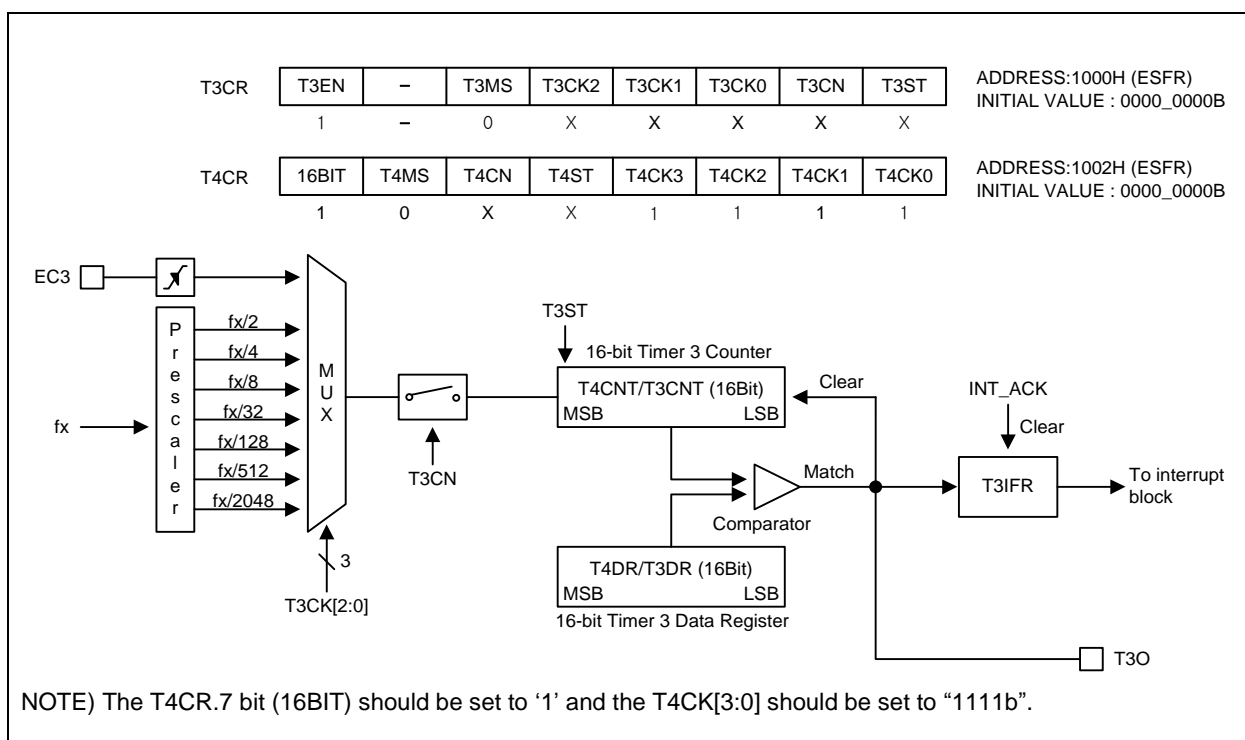 T3CR T3EN – T3MS T3CK2 T3CK1 T3CK0 T3CN T3ST ADDRESS:1000H (ESFR)
INITIAL VALUE : 0000_0000B
1 – 0 X X X X X
T4CR 16BIT T4MS T4CN T4ST T4CK3 T4CK2 T4CK1 T4CK0 ADDRESS:1002H (ESFR)
INITIAL VALUE : 0000_0000B
1 0 X X 1 1 1 1
EC3
fx
Prescaler
fx/2
fx/4
fx/8
fx/32
fx/128
fx/512
fx/2048
MUX
3
T3CK[2:0]
T3CN
T3ST
16-bit Timer 3 Counter
T4CNT/T3CNT (16Bit)
MSB LSB
Clear
Match
Comparator
T4DR/T3DR (16Bit)
MSB LSB
16-bit Timer 3 Data Register
INT_ACK
Clear
T3IFR
To interrupt
block
T3O
NOTE) The T4CR.7 bit (16BIT) should be set to ‘1’ and the T4CK[3:0] should be set to “1111b”.